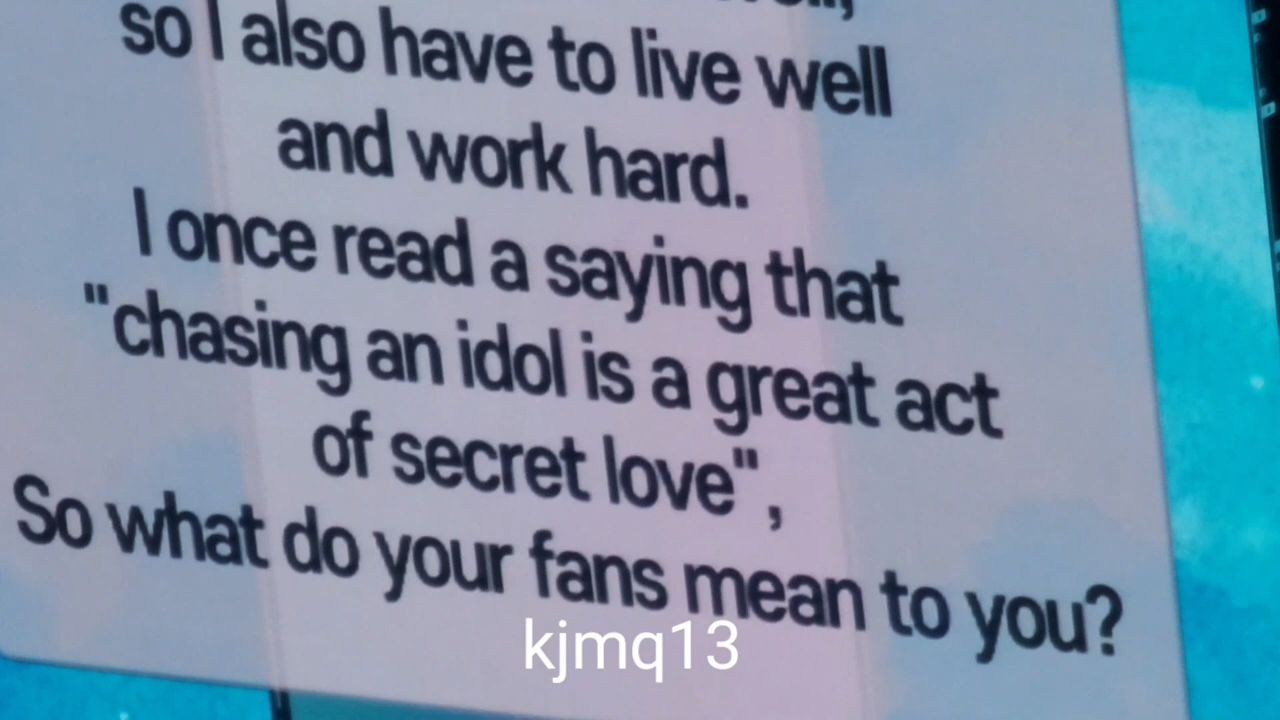 so I also have to live well
and work hard.
I once read a saying that
"chasing an idol is a great act
of secret love",
So what do your fans mean to you?
kjmq13